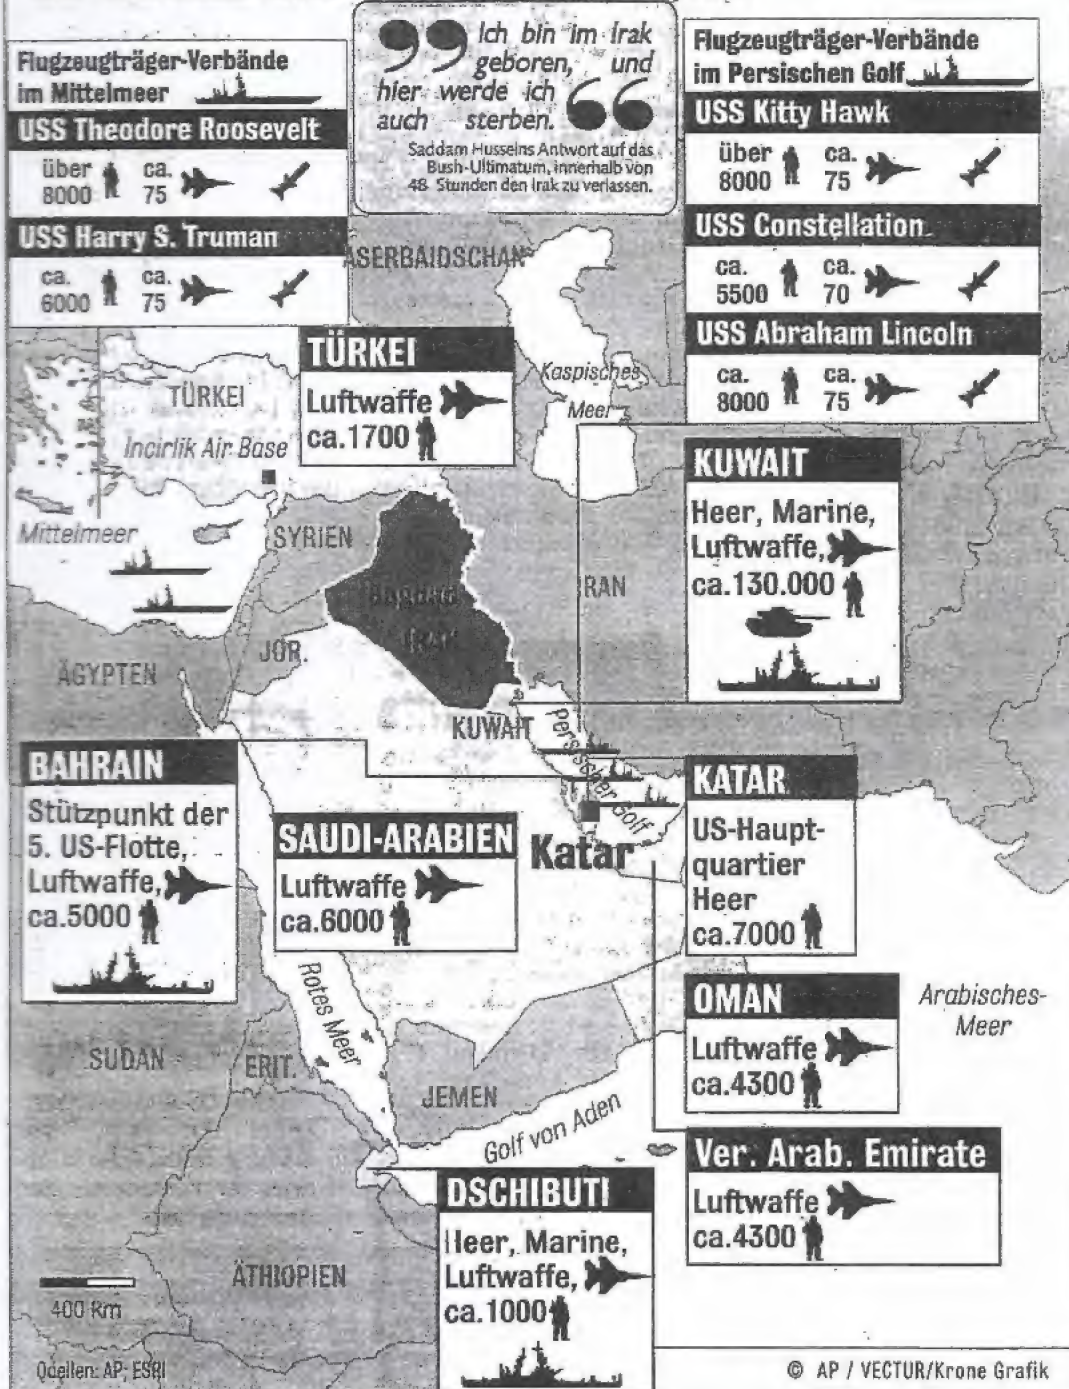 Flugzeugträger-Verbände
im Mittelmeer
USS Theodore Roosevelt
über
8000
ca.
75
USS Harry S. Truman
ca.
6000
ca.
75
Ich bin im Irak
geboren, und
hier werde ich
auch sterben.
Saddam Husseins Antwort auf das
Bush-Ultimatum, innerhalb von
48 Stunden den Irak zu verlassen.
Flugzeugträger-Verbände
im Persischen Golf
USS Kitty Hawk
über
8000
ca.
75
USS Constellation
ca.
5500
ca.
70
USS Abraham Lincoln
ca.
8000
ca.
75
ASERBAIDSCHAN
TÜRKEI
Luftwaffe
ca.1700
Kaspisches
Meer
TÜRKEI
Incirlik Air Base
KUWAIT
Heer, Marine,
Luftwaffe,
ca.130.000
Mittelmeer
SYRIEN
Bagdad
Irak
IRAN
JOR.
ÄGYPTEN
KUWAIT
Persischer Golf
BAHRAIN
Stützpunkt der
5. US-Flotte,
Luftwaffe,
ca.5000
SAUDI-ARABIEN
Luftwaffe
ca.6000
Katar
KATAR
US-Haupt-
quartier
Heer
ca.7000
Rotes Meer
OMAN
Luftwaffe
ca.4300
Arabisches-
Meer
SUDAN
ERIT.
JEMEN
Golf von Aden
Ver. Arab. Emirate
Luftwaffe
ca.4300
DSCHIBUTI
Heer, Marine,
Luftwaffe,
ca.1000
ÄTHIOPIEN
400 Km
Quellen: AP; ESRI
© AP / VECTUR/Krone Grafik